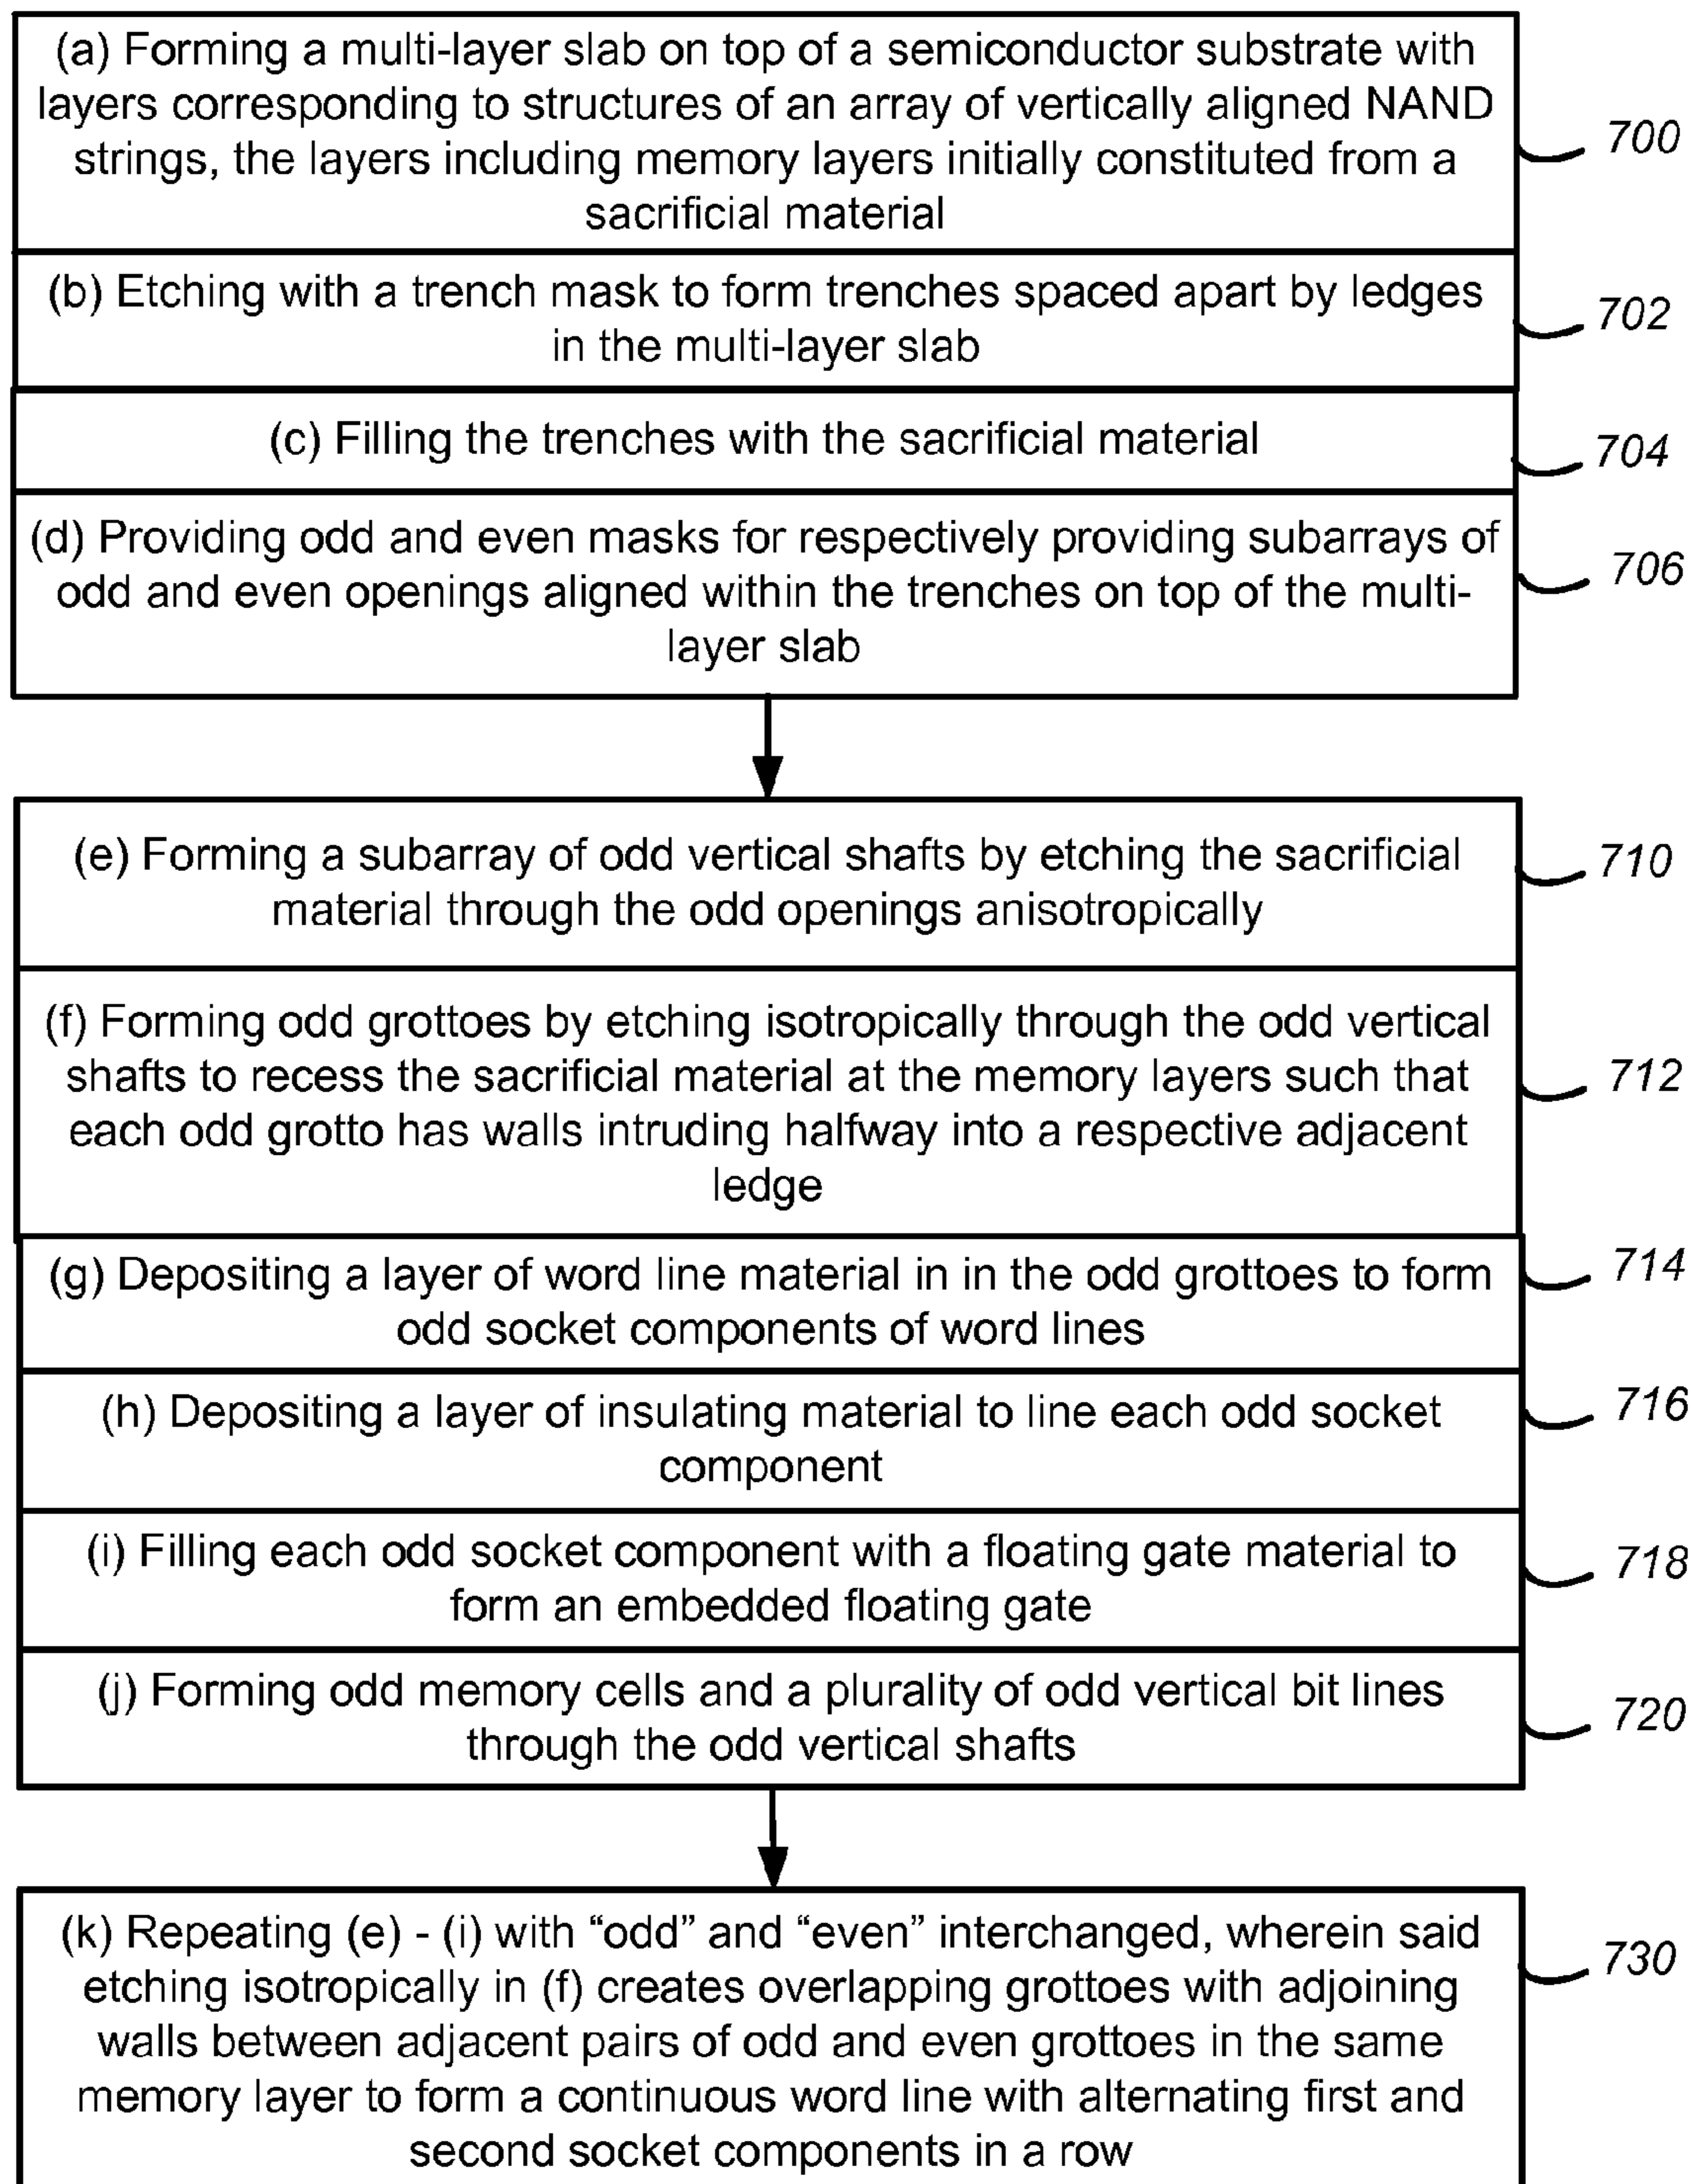 (a) Forming a multi-layer slab on top of a semiconductor substrate with
layers corresponding to structures of an array of vertically aligned NAND
strings, the layers including memory layers initially constituted from a
sacrificial material
700
(b) Etching with a trench mask to form trenches spaced apart by ledges
in the multi-layer slab
702
(c) Filling the trenches with the sacrificial material
704
(d) Providing odd and even masks for respectively providing subarrays of
odd and even openings aligned within the trenches on top of the multi-
layer slab
706
(e) Forming a subarray of odd vertical shafts by etching the sacrificial
material through the odd openings anisotropically
710
(f) Forming odd grottoes by etching isotropically through the odd vertical
shafts to recess the sacrificial material at the memory layers such that
each odd grotto has walls intruding halfway into a respective adjacent
ledge
712
(g) Depositing a layer of word line material in in the odd grottoes to form
odd socket components of word lines
714
(h) Depositing a layer of insulating material to line each odd socket
component
716
(i) Filling each odd socket component with a floating gate material to
form an embedded floating gate
718
(j) Forming odd memory cells and a plurality of odd vertical bit lines
through the odd vertical shafts
720
(k) Repeating (e) - (i) with “odd” and “even” interchanged, wherein said
etching isotropically in (f) creates overlapping grottoes with adjoining
walls between adjacent pairs of odd and even grottoes in the same
memory layer to form a continuous word line with alternating first and
second socket components in a row
730